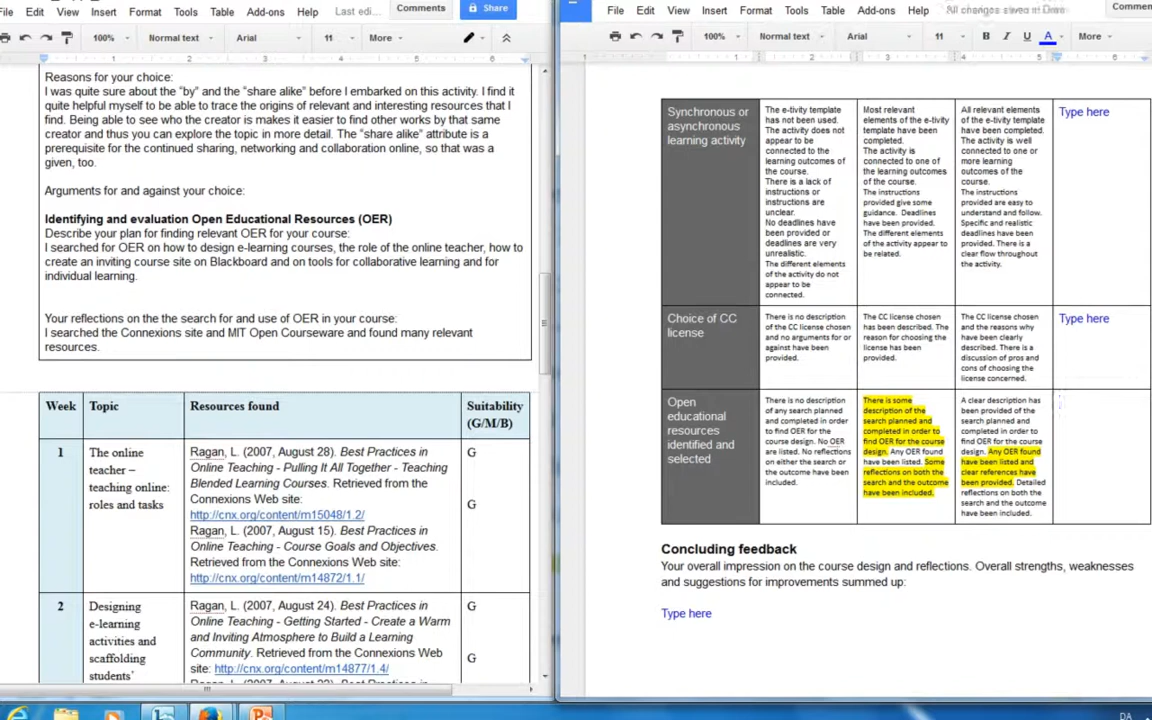 File Edit View Insert Format Tools Table Add-ons Help Last edi... Comments Share
100% Normal text Arial 11 More
Reasons for your choice:
I was quite sure about the "by" and the "share alike" before I embarked on this activity. I find it
quite helpful myself to be able to trace the origins of relevant and interesting resources that I
find. Being able to see who the creator is makes it easier to find other works by that same
creator and thus you can explore the topic in more detail. The "share alike" attribute is a
prerequisite for the continued sharing, networking and collaboration online, so that was a
given, too.
Arguments for and against your choice:
Identifying and evaluation Open Educational Resources (OER)
Describe your plan for finding relevant OER for your course:
I searched for OER on how to design e-learning courses, the role of the online teacher, how to
create an inviting course site on Blackboard and on tools for collaborative learning and for
individual learning.
Your reflections on the the search for and use of OER in your course:
I searched the Connexions site and MIT Open Courseware and found many relevant
resources.
Week Topic Resources found Suitability
(G/M/B)
1
The online
teacher –
teaching online:
roles and tasks
Ragan, L. (2007, August 28). Best Practices in
Online Teaching - Pulling It All Together - Teaching
Blended Learning Courses. Retrieved from the
Connexions Web site:
http://cnx.org/content/m15048/1.2/
Ragan, L. (2007, August 15). Best Practices in
Online Teaching - Course Goals and Objectives.
Retrieved from the Connexions Web site:
http://cnx.org/content/m14872/1.1/
G
G
2
Designing
e-learning
activities and
scaffolding
students'
Ragan, L. (2007, August 24). Best Practices in
Online Teaching - Getting Started - Create a Warm
and Inviting Atmosphere to Build a Learning
Community. Retrieved from the Connexions Web
site: http://cnx.org/content/m14877/1.4/
G
G
File Edit View Insert Format Tools Table Add-ons Help All changes saved in Drive Commen
100% Normal text Arial 11 B I U A More
Synchronous or
asynchronous
learning activity
The e-tivity template
has not been used.
The activity does not
appear to be
connected to the
learning outcomes of
the course.
There is a lack of
instructions or
instructions are
unclear.
No deadlines have
been provided or
deadlines are very
unrealistic.
The different elements
of the activity do not
appear to be
connected.
Most relevant
elements of the e-tivity
template have been
completed.
The activity is
connected to one of
the learning outcomes
of the course.
The instructions
provided give some
guidance. Deadlines
have been provided.
The different elements
of the activity appear to
be related.
All relevant elements
of the e-tivity template
have been completed.
The activity is well
connected to one or
more learning
outcomes of the
course.
The instructions
provided are easy to
understand and follow.
Specific and realistic
deadlines have been
provided. There is a
clear flow throughout
the activity.
Type here
Choice of CC
license
There is no description
of the CC license chosen
and no arguments for or
against have been
provided.
The CC license chosen
has been described. The
reason for choosing the
license has been
provided.
The CC license chosen
and the reasons why
have been clearly
described. There is a
discussion of pros and
cons of choosing the
license concerned.
Type here
Open
educational
resources
identified and
selected
There is no description
of any search planned
and completed in order
to find OER for the
course design. No OER
are listed. No reflections
on either the search or
the outcome have been
included.
There is some
description of the
search planned and
completed in order to
find OER for the course
design. Any OER found
have been listed. Some
reflections on both the
search and the outcome
have been included.
A clear description has
been provided of the
search planned and
completed in order to
find OER for the course
design. Any OER found
have been listed and
clear references have
been provided. Detailed
reflections on both the
search and the outcome
have been included.
Concluding feedback
Your overall impression on the course design and reflections. Overall strengths, weaknesses
and suggestions for improvements summed up:
Type here
DA